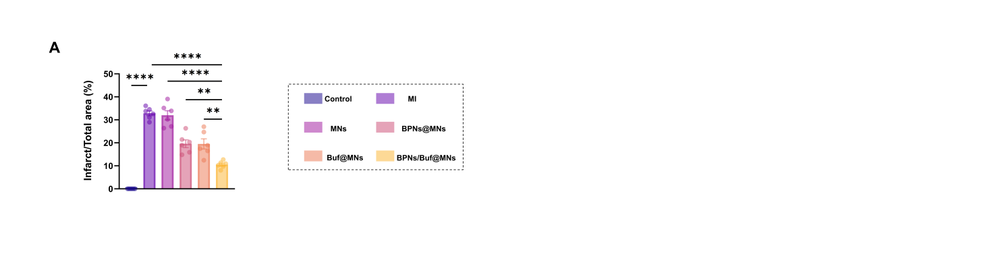 A
****
****
****
**
**
Infarct/Total area (%)
50
40
30
20
10
0
Control
MI
MNs
BPNs@MNs
Buf@MNs
BPNs/Buf@MNs